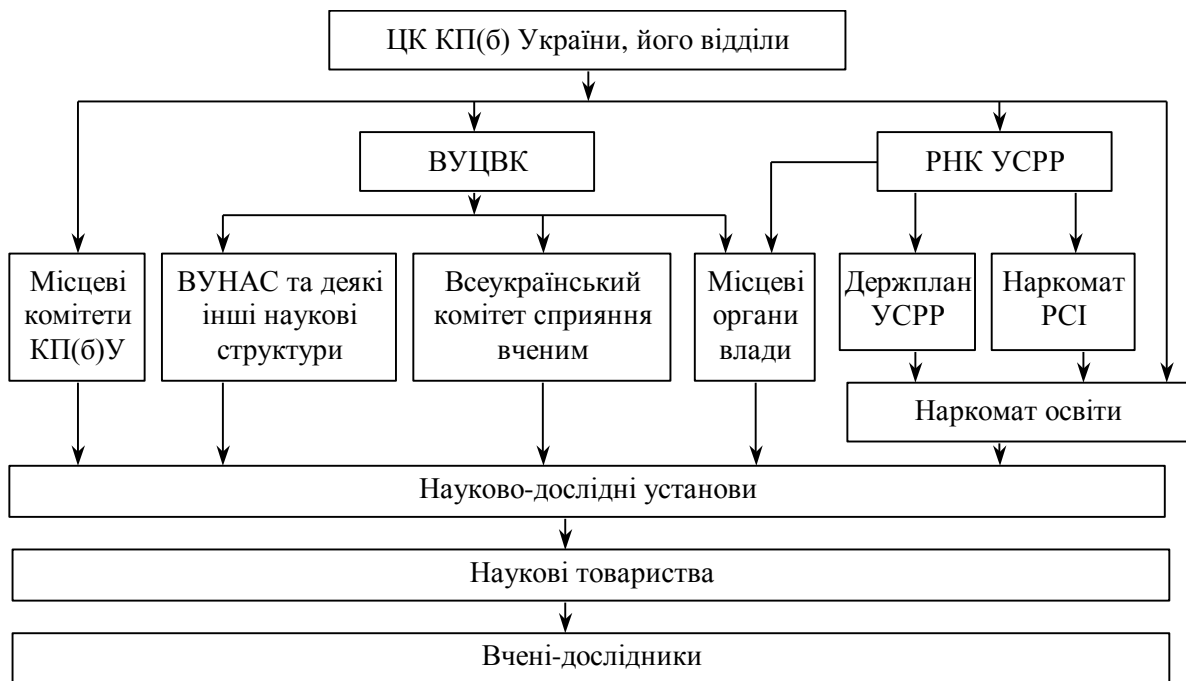 ЦК КП(б) України, його відділи
ВУЦВК
РНК УСРР
Місцеві
комітети
КП(б)У
ВУНАС та деякі
інші наукові
структури
Всеукраїнський
комітет сприяння
вченим
Місцеві
органи
влади
Держплан
УСРР
Наркомат
РСІ
Наркомат освіти
Науково-дослідні установи
Наукові товариства
Вчені-дослідники